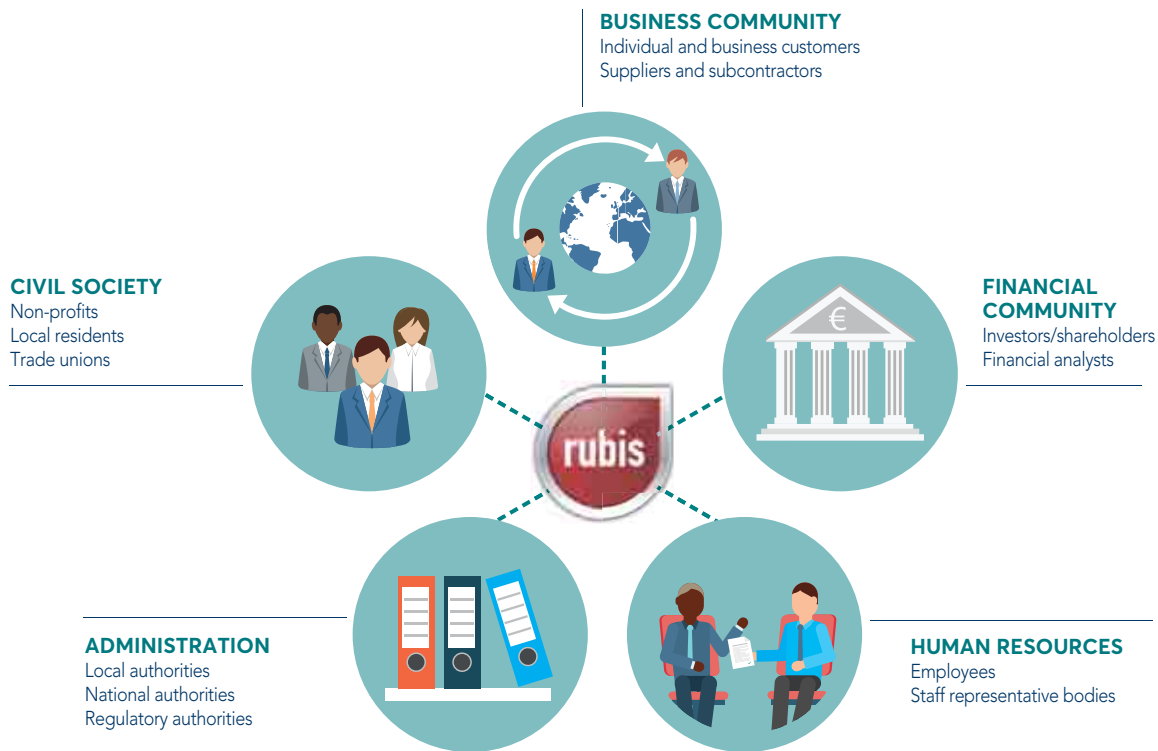 BUSINESS COMMUNITY
Individual and business customers
Suppliers and subcontractors
CIVIL SOCIETY
Non-profits
Local residents
Trade unions
FINANCIAL
COMMUNITY
Investors/shareholders
Financial analysts
€
rubis
ADMINISTRATION
Local authorities
National authorities
Regulatory authorities
HUMAN RESOURCES
Employees
Staff representative bodies